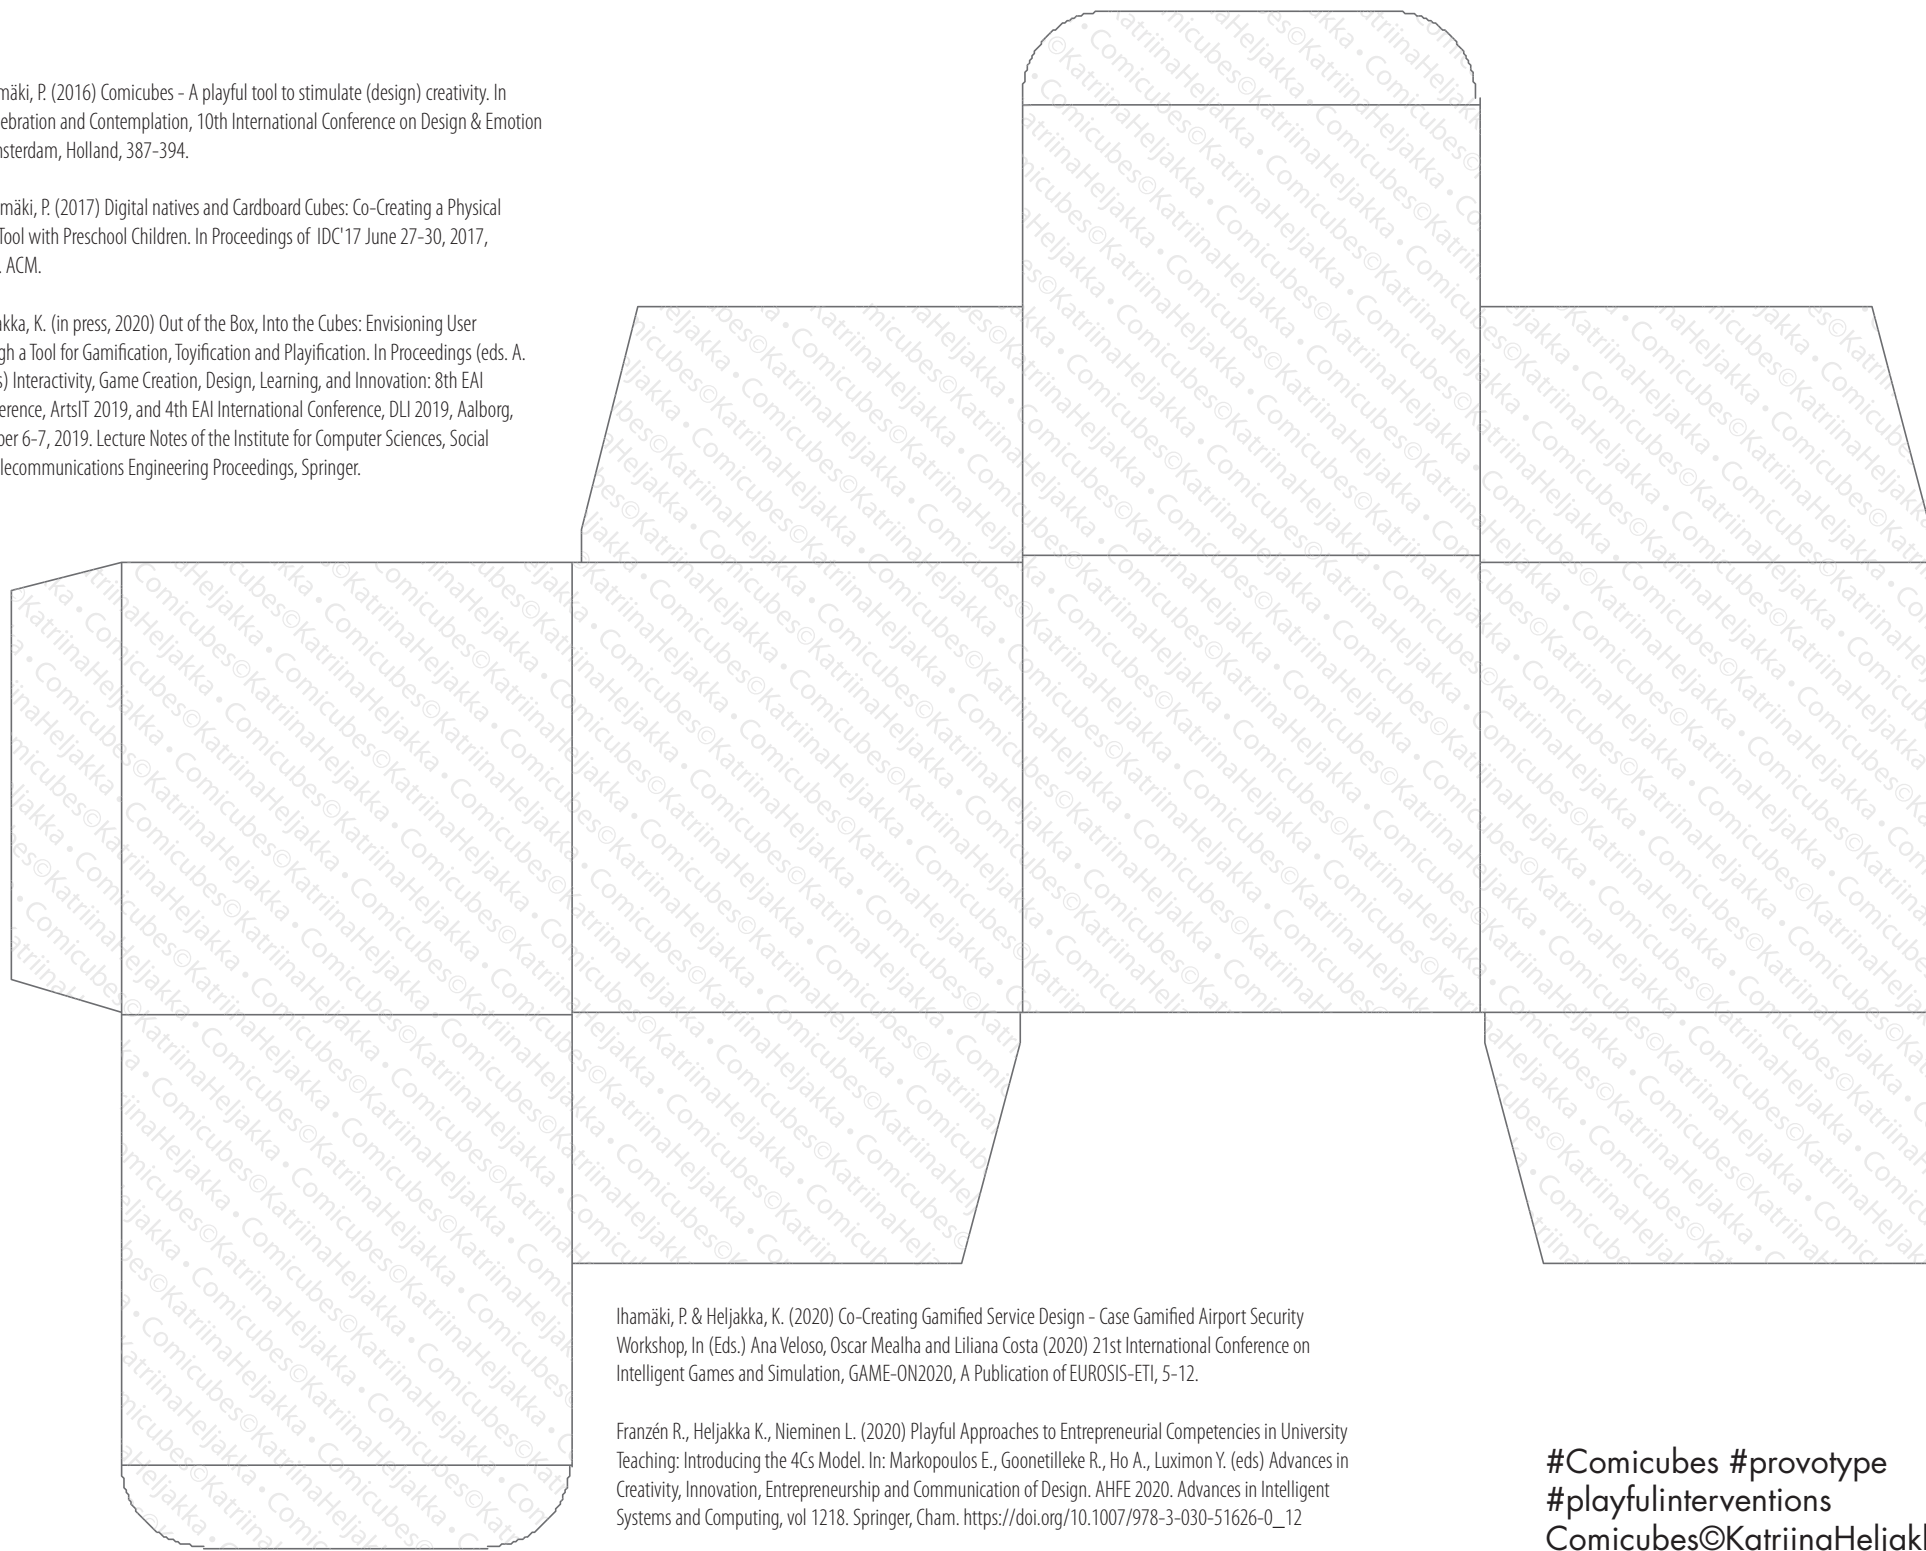 mäki, P. (2016) Comicubes - A playful tool to stimulate (design) creativity. In
ebration and Contemplation, 10th International Conference on Design & Emotion
nsterdam, Holland, 387-394.
mäki, P. (2017) Digital natives and Cardboard Cubes: Co-Creating a Physical
Tool with Preschool Children. In Proceedings of IDC'17 June 27-30, 2017,
. ACM.
akka, K. (in press, 2020) Out of the Box, Into the Cubes: Envisioning User
gh a Tool for Gamification, Toyification and Playification. In Proceedings (eds. A.
s) Interactivity, Game Creation, Design, Learning, and Innovation: 8th EAI
erence, ArtsIT 2019, and 4th EAI International Conference, DLI 2019, Aalborg,
ber 6-7, 2019. Lecture Notes of the Institute for Computer Sciences, Social
lecommunications Engineering Proceedings, Springer.
Comicubes©KatriinaHeljakka • Comicubes©KatriinaHeljakka
Ihamäki, P. & Heljakka, K. (2020) Co-Creating Gamified Service Design - Case Gamified Airport Security
Workshop, In (Eds.) Ana Veloso, Oscar Mealha and Liliana Costa (2020) 21st International Conference on
Intelligent Games and Simulation, GAME-ON2020, A Publication of EUROSIS-ETI, 5-12.
Franzén R., Heljakka K., Nieminen L. (2020) Playful Approaches to Entrepreneurial Competencies in University
Teaching: Introducing the 4Cs Model. In: Markopoulos E., Goonetilleke R., Ho A., Luximon Y. (eds) Advances in
Creativity, Innovation, Entrepreneurship and Communication of Design. AHFE 2020. Advances in Intelligent
Systems and Computing, vol 1218. Springer, Cham. https://doi.org/10.1007/978-3-030-51626-0_12
#Comicubes #provotype
#playfulinterventions
Comicubes©KatriinaHeljakk